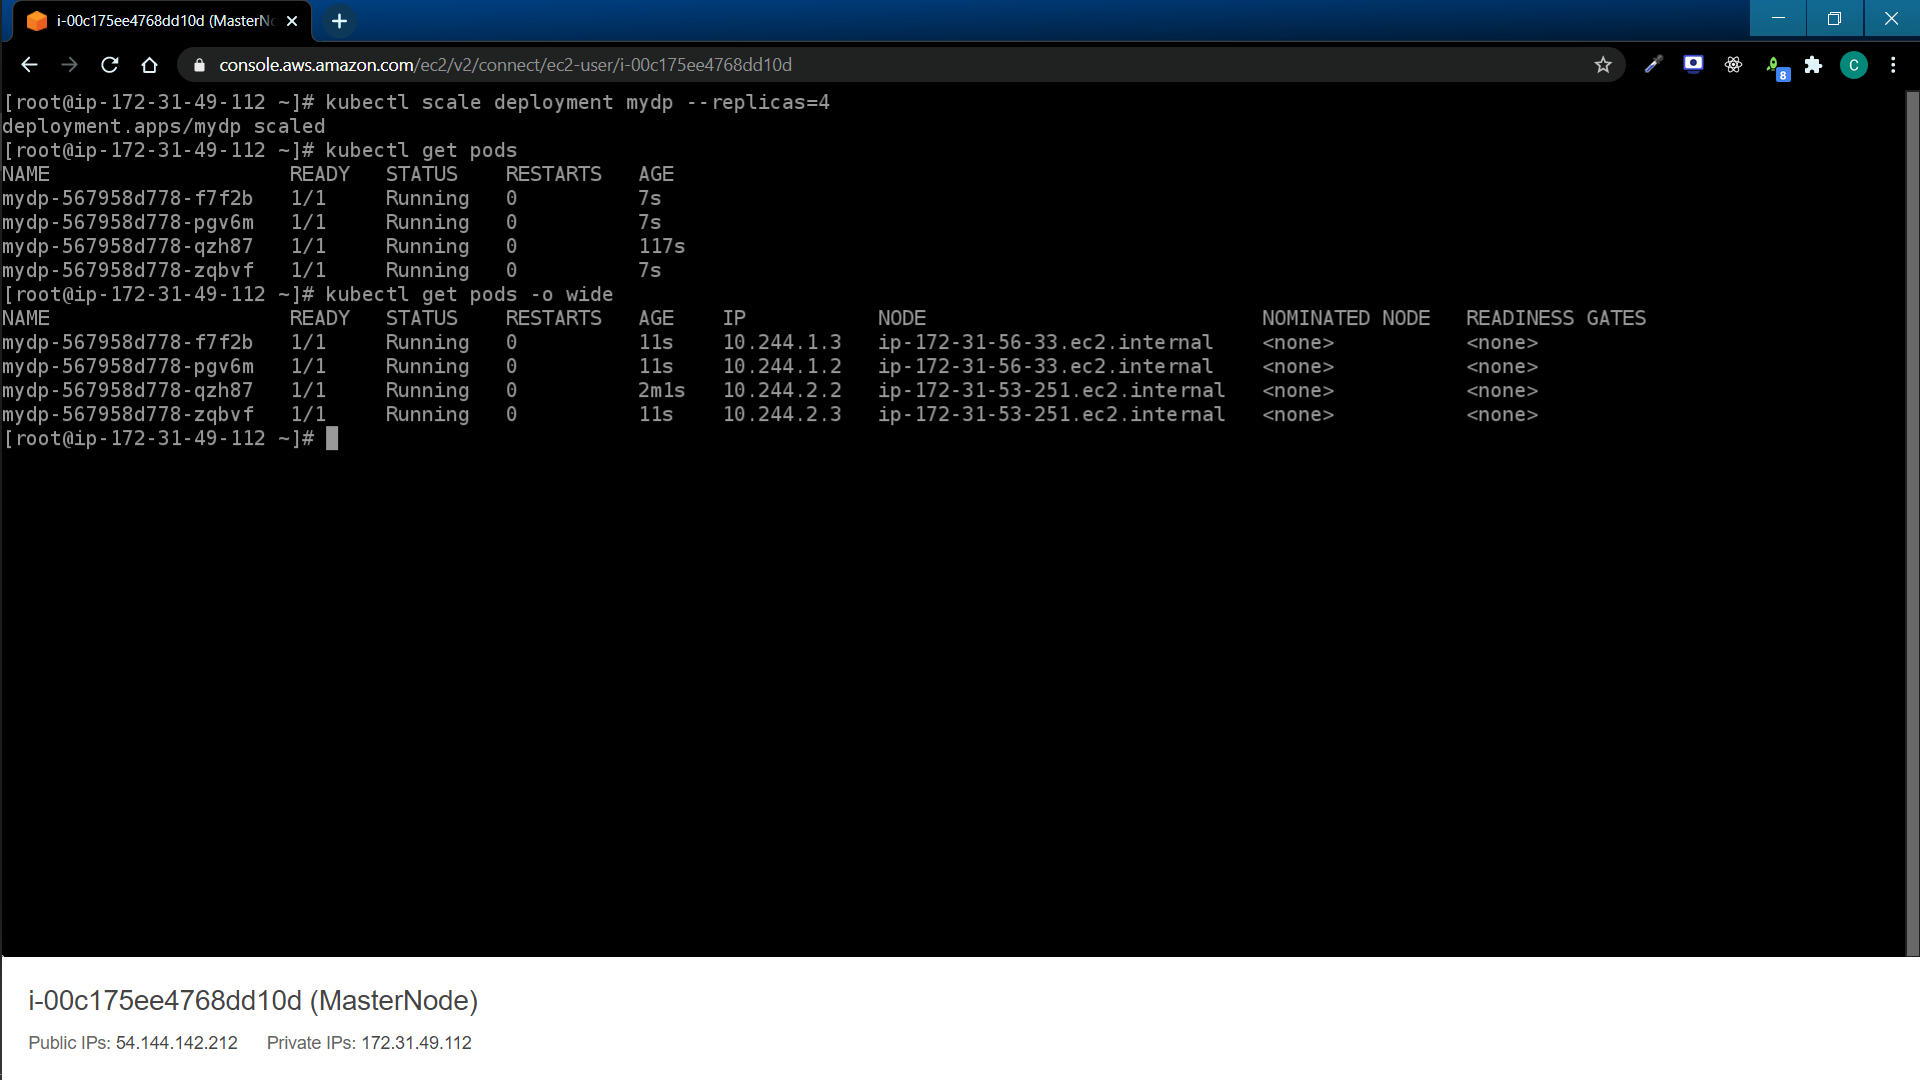 i-00c175ee4768dd10d (MasterN
console.aws.amazon.com/ec2/v2/connect/ec2-user/i-00c175ee4768dd10d
8
C
[root@ip-172-31-49-112 ~]# kubectl scale deployment mydp --replicas=4
deployment.apps/mydp scaled
[root@ip-172-31-49-112 ~]# kubectl get pods
NAME                    READY   STATUS    RESTARTS   AGE
mydp-567958d778-f7f2b   1/1     Running   0          7s
mydp-567958d778-pgv6m   1/1     Running   0          7s
mydp-567958d778-qzh87   1/1     Running   0          117s
mydp-567958d778-zqbvf   1/1     Running   0          7s
[root@ip-172-31-49-112 ~]# kubectl get pods -o wide
NAME                    READY   STATUS    RESTARTS   AGE    IP           NODE                            NOMINATED NODE   READINESS GATES
mydp-567958d778-f7f2b   1/1     Running   0          11s    10.244.1.3   ip-172-31-56-33.ec2.internal    <none>           <none>
mydp-567958d778-pgv6m   1/1     Running   0          11s    10.244.1.2   ip-172-31-56-33.ec2.internal    <none>           <none>
mydp-567958d778-qzh87   1/1     Running   0          2m1s   10.244.2.2   ip-172-31-53-251.ec2.internal   <none>           <none>
mydp-567958d778-zqbvf   1/1     Running   0          11s    10.244.2.3   ip-172-31-53-251.ec2.internal   <none>           <none>
[root@ip-172-31-49-112 ~]#
i-00c175ee4768dd10d (MasterNode)
Public IPs: 54.144.142.212 Private IPs: 172.31.49.112